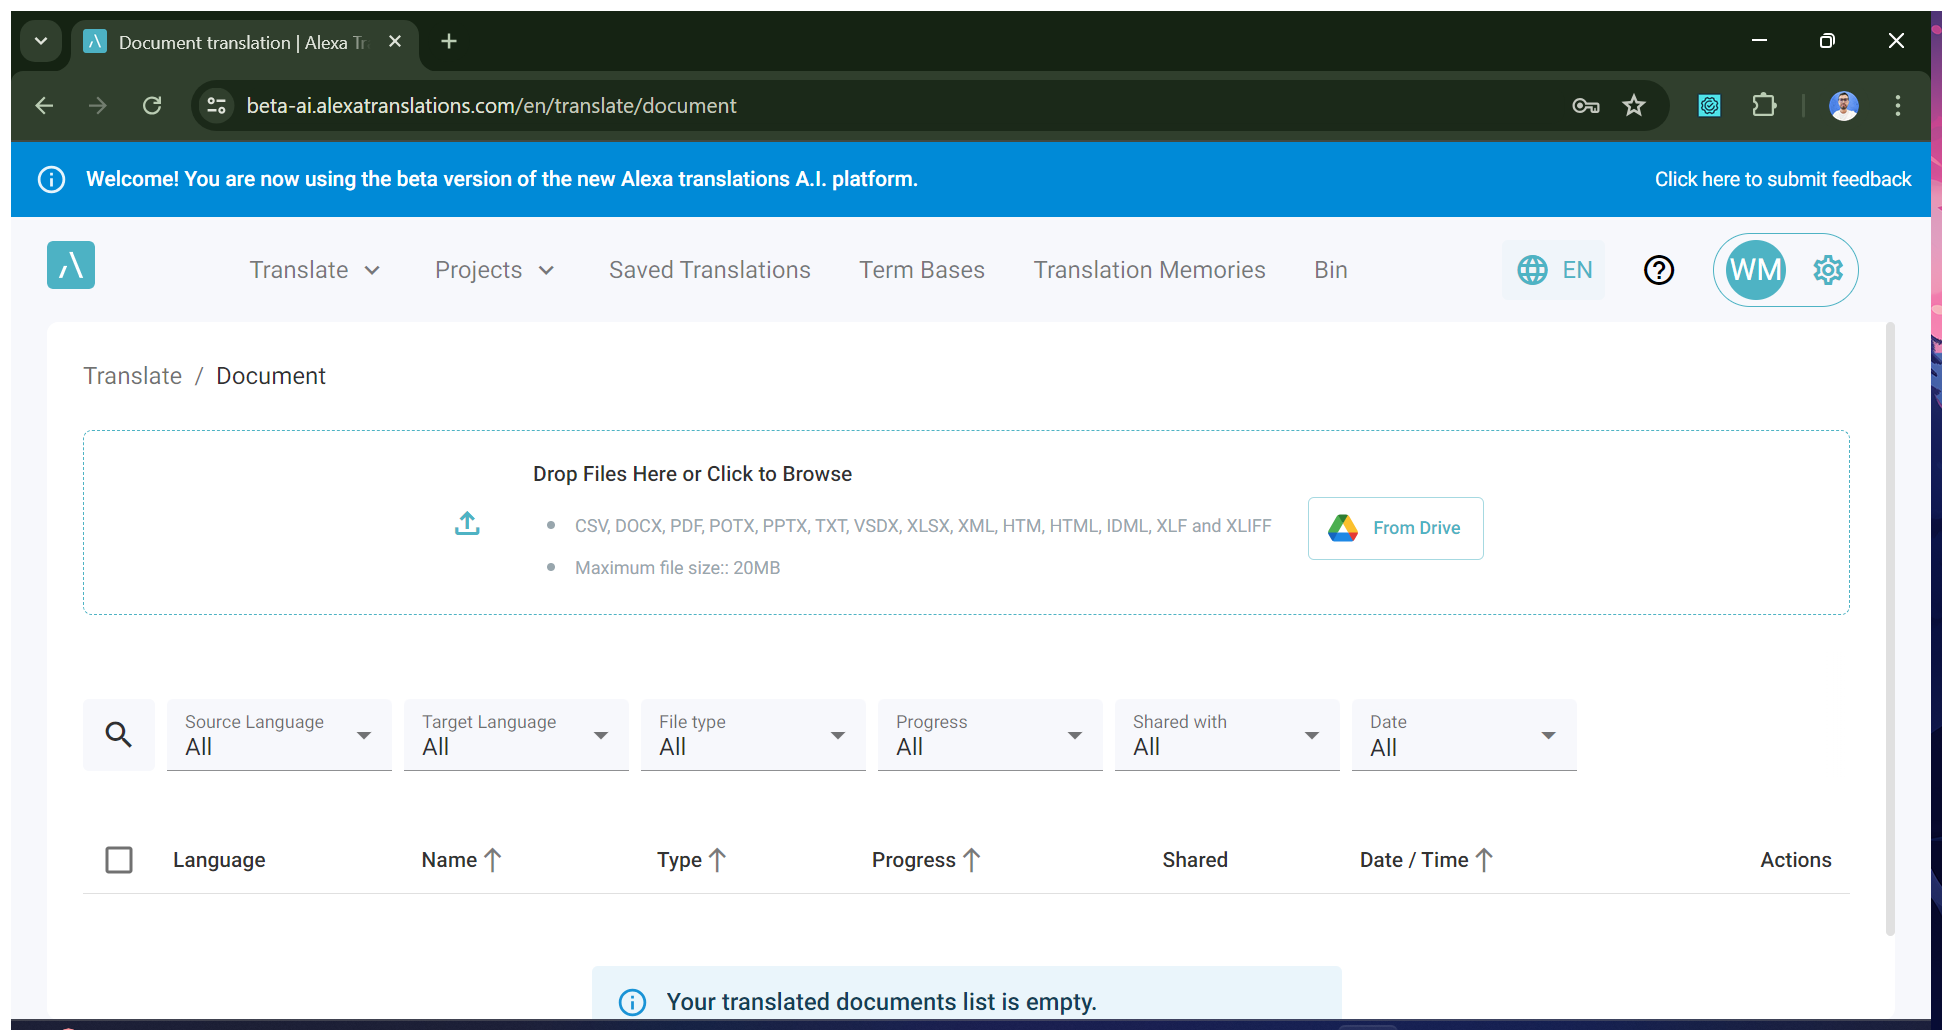 Document translation | Alexa Tr
beta-ai.alexatranslations.com/en/translate/document
Welcome! You are now using the beta version of the new Alexa translations A.I. platform.
Click here to submit feedback
Translate
Projects
Saved Translations
Term Bases
Translation Memories
Bin
EN
WM
Translate / Document
Drop Files Here or Click to Browse
CSV, DOCX, PDF, POTX, PPTX, TXT, VSDX, XLSX, XML, HTM, HTML, IDML, XLF and XLIFF
Maximum file size:: 20MB
From Drive
Source Language
All
Target Language
All
File type
All
Progress
All
Shared with
All
Date
All
Language
Name
Type
Progress
Shared
Date / Time
Actions
Your translated documents list is empty.